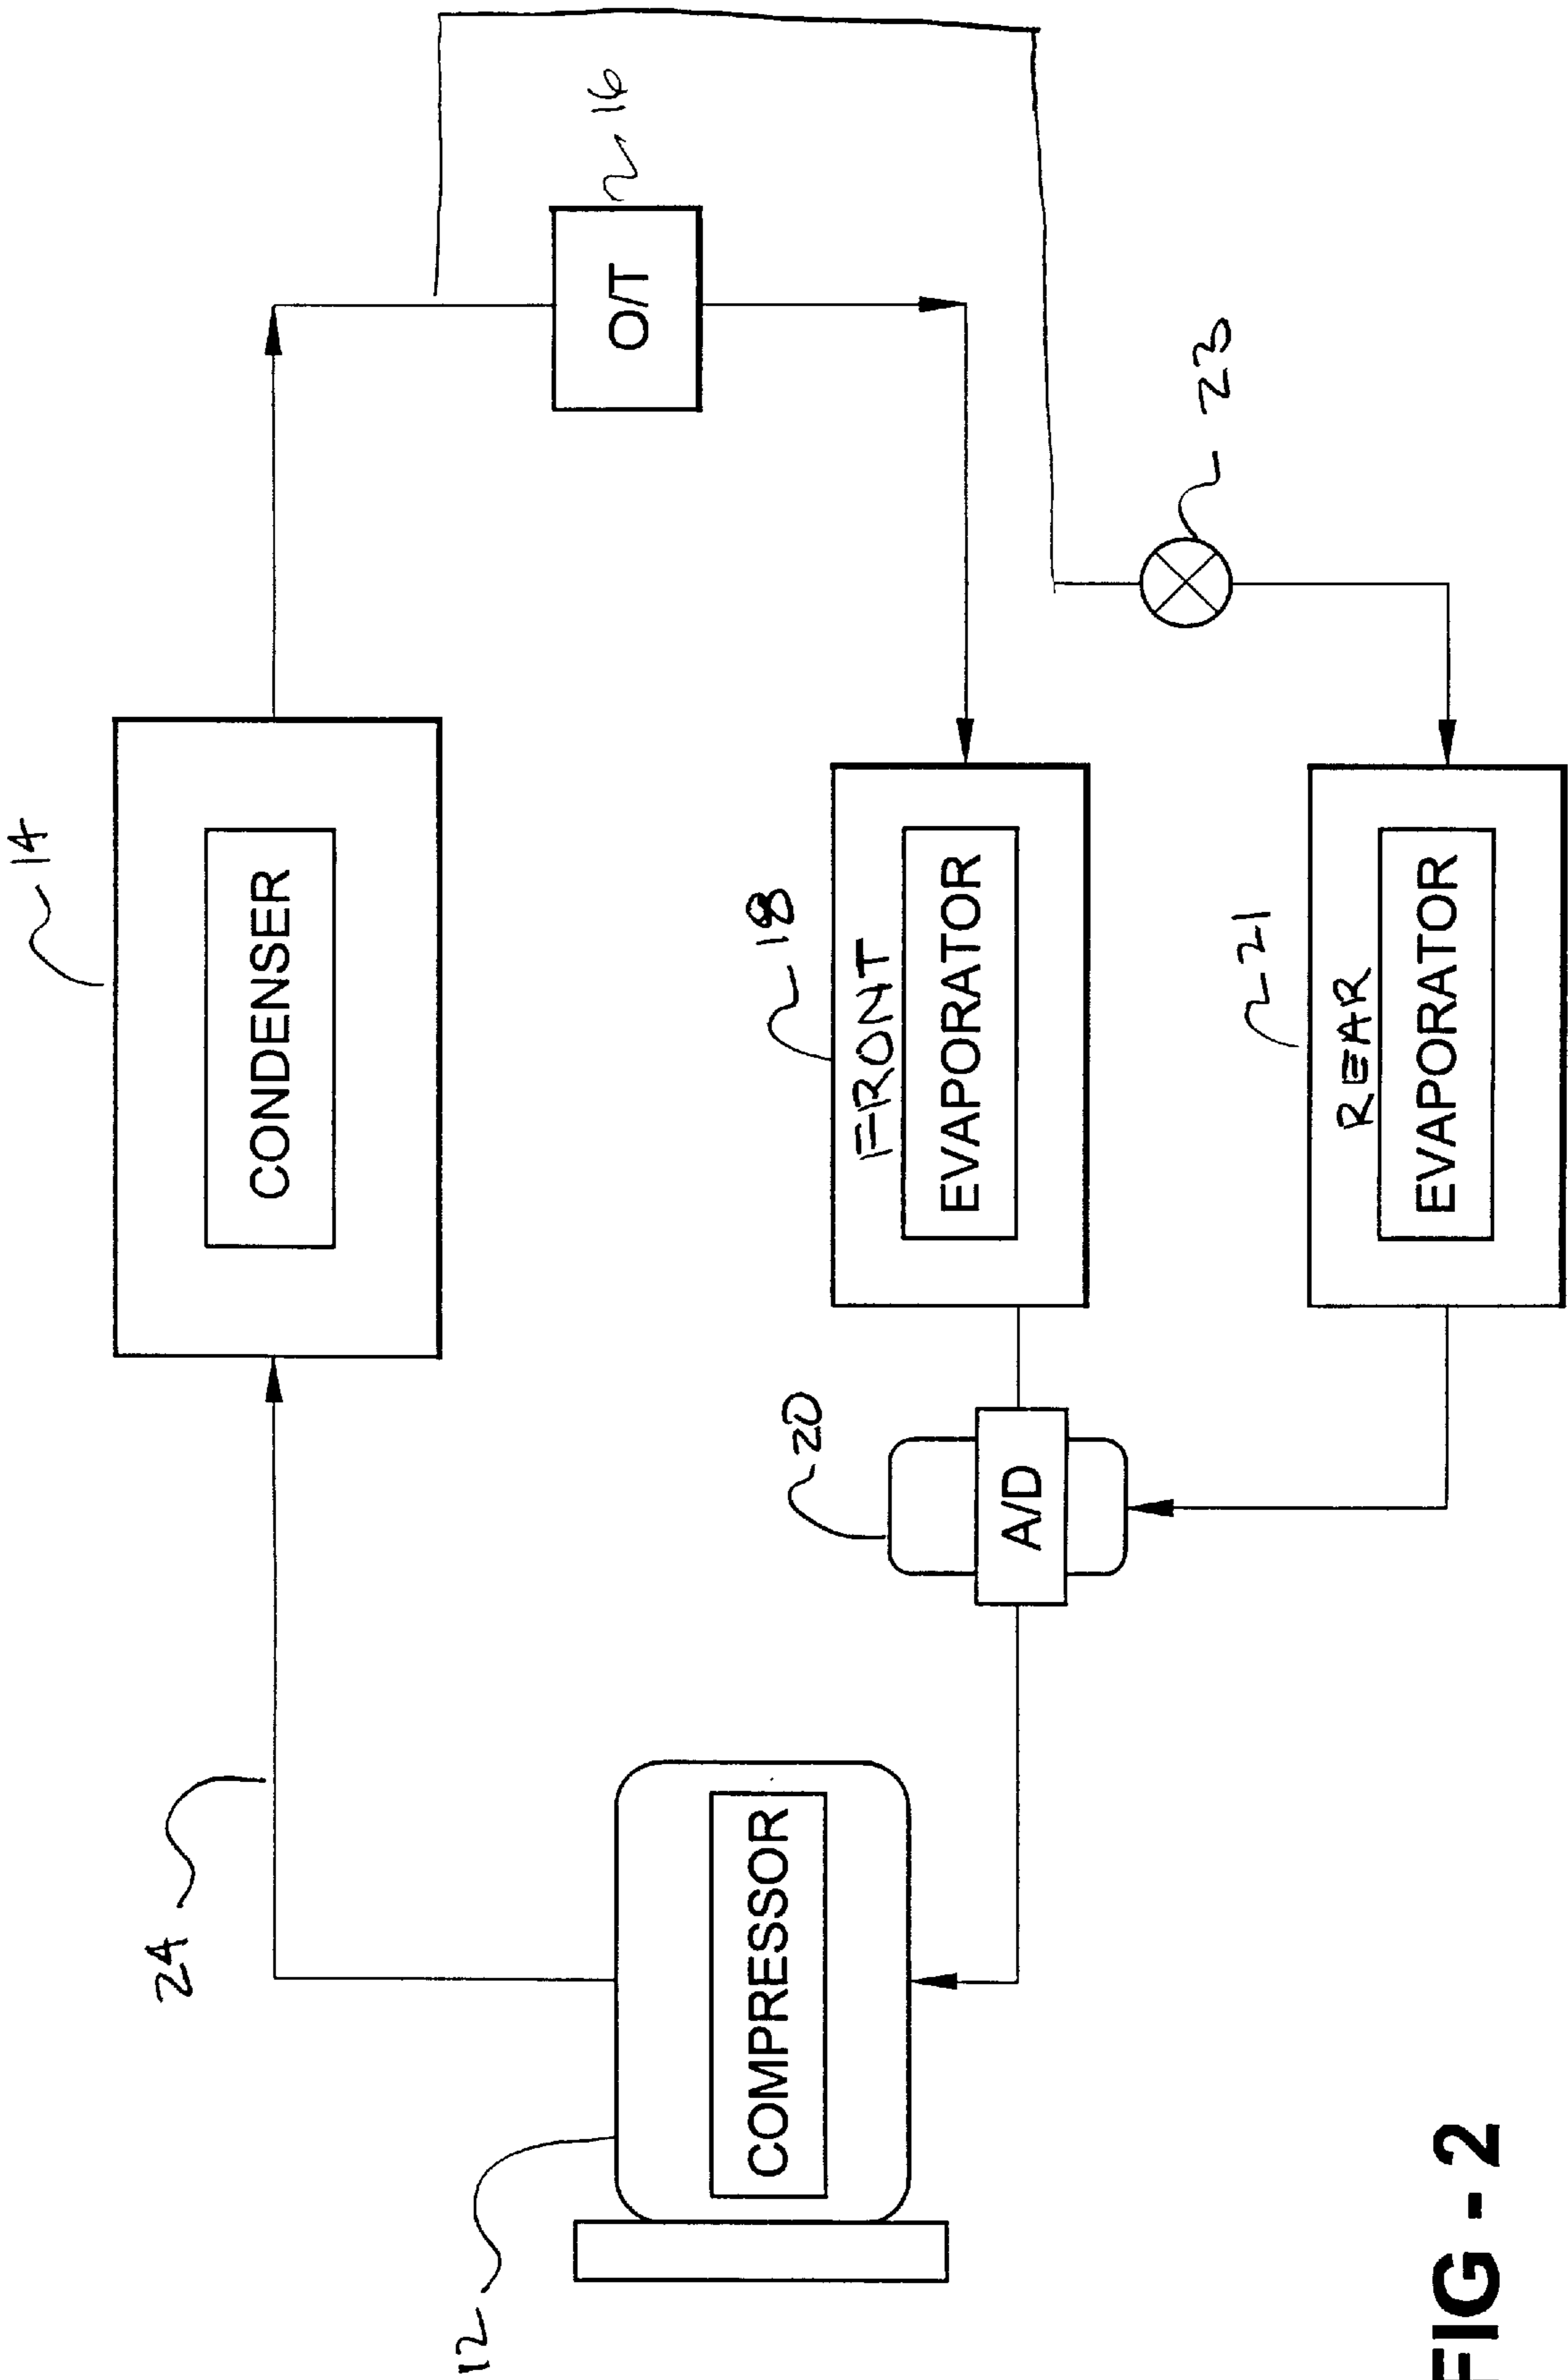 24
14
CONDENSER
12
COMPRESSOR
20
A/D
18
FRONT
EVAPORATOR
O/T
16
21
REAR
EVAPORATOR
23
FIG - 2